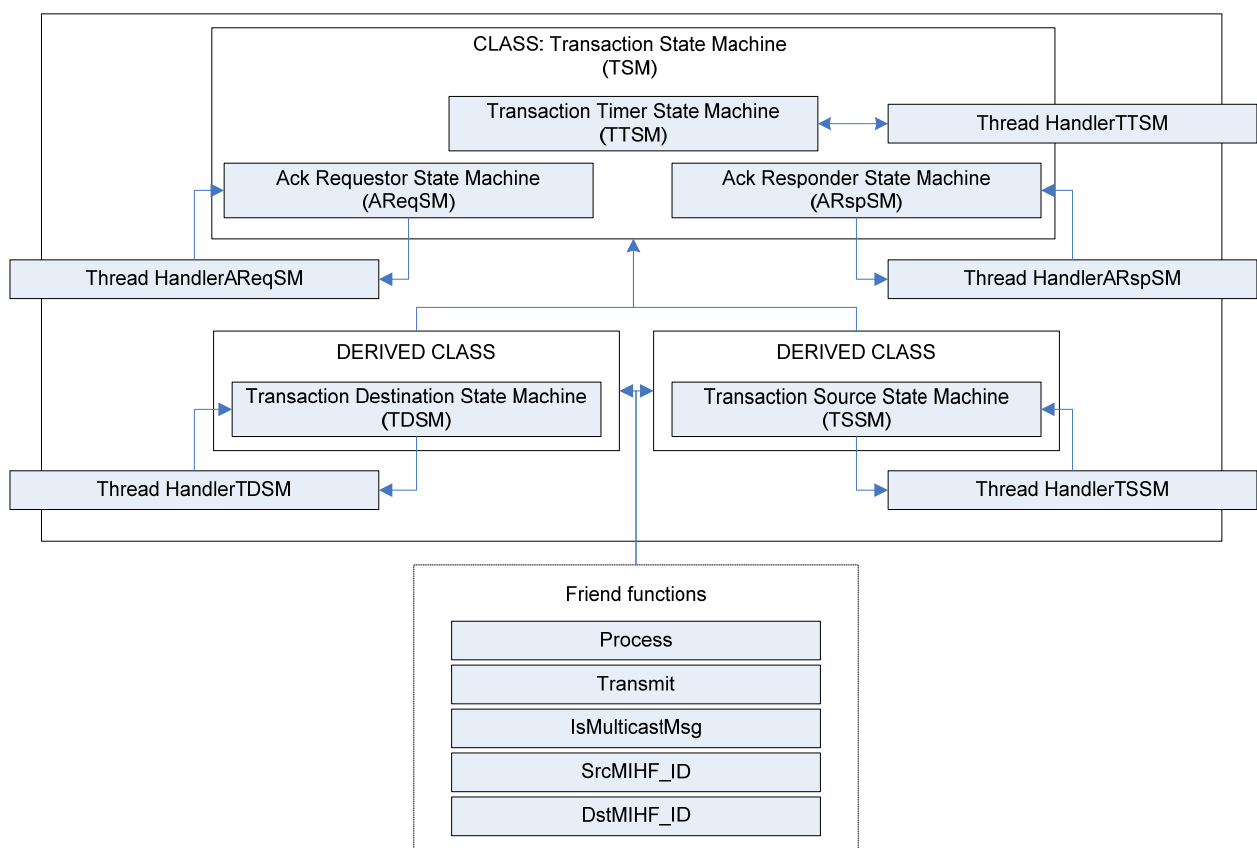 CLASS: Transaction State Machine
(TSM)
Transaction Timer State Machine
(TTSM)
Thread HandlerTTSM
Ack Requestor State Machine
(AReqSM)
Ack Responder State Machine
(ARspSM)
Thread HandlerAReqSM
Thread HandlerARspSM
DERIVED CLASS
DERIVED CLASS
Transaction Destination State Machine
(TDSM)
Transaction Source State Machine
(TSSM)
Thread HandlerTDSM
Thread HandlerTSSM
Friend functions
Process
Transmit
IsMulticastMsg
SrcMIHF_ID
DstMIHF_ID